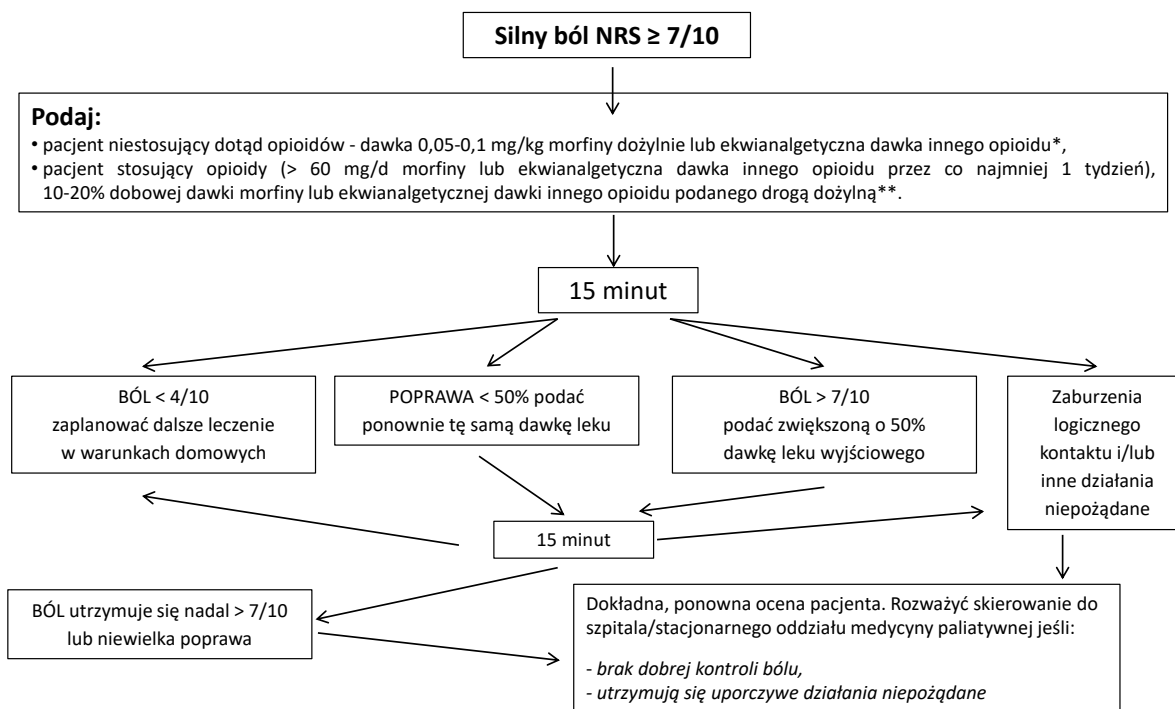 Silny ból NRS ≥ 7/10
Podaj:
• pacjent niestosujący dotąd opioidów - dawka 0,05-0,1 mg/kg morfiny dożylnie lub ekwianalgetyczna dawka innego opioidu*,
• pacjent stosujący opioidy (> 60 mg/d morfiny lub ekwianalgetyczna dawka innego opioidu przez co najmniej 1 tydzień),
10-20% dobowej dawki morfiny lub ekwianalgetycznej dawki innego opioidu podanego drogą dożylną**.
15 minut
BÓL < 4/10
zaplanować dalsze leczenie
w warunkach domowych
POPRAWA < 50% podać
ponownie tę samą dawkę leku
BÓL > 7/10
podać zwiększoną o 50%
dawkę leku wyjściowego
Zaburzenia
logicznego
kontaktu i/lub
inne działania
niepożądane
15 minut
BÓL utrzymuje się nadal > 7/10
lub niewielka poprawa
Dokładna, ponowna ocena pacjenta. Rozważyć skierowanie do
szpitala/stacjonarnego oddziału medycyny paliatywnej jeśli:
- brak dobrej kontroli bólu,
- utrzymują się uporczywe działania niepożądane